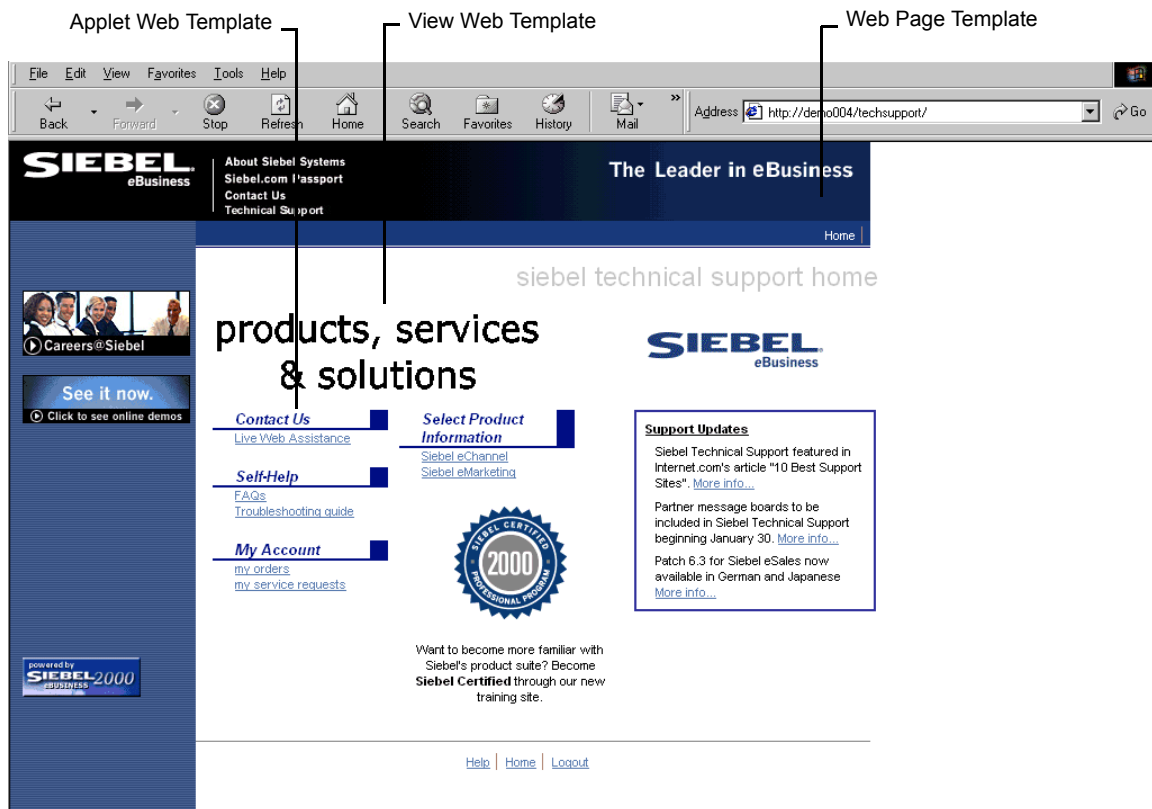 Applet Web Template
View Web Template
Web Page Template
File Edit View Favorites Tools Help
Back Forward Stop Refresh Home Search Favorites History Mail » Address http://demo004/techsupport/ Go
SIEBEL.
eBusiness
About Siebel Systems
Siebel.com Passport
Contact Us
Technical Support
The Leader in eBusiness
Home
siebel technical support home
Careers@Siebel
See it now.
Click to see online demos
products, services
& solutions
SIEBEL.
eBusiness
Contact Us
Live Web Assistance
Self-Help
FAQs
Troubleshooting guide
My Account
my orders
my service requests
Select Product
Information
Siebel eChannel
Siebel eMarketing
SIEBEL CERTIFIED
2000
PROFESSIONAL PROGRAM
Want to become more familiar with
Siebel's product suite? Become
Siebel Certified through our new
training site.
Support Updates
Siebel Technical Support featured in
Internet.com's article "10 Best Support
Sites". More info...
Partner message boards to be
included in Siebel Technical Support
beginning January 30. More info...
Patch 6.3 for Siebel eSales now
available in German and Japanese
More info...
powered by
SIEBEL 2000
eBUSINESS
Help Home Logout